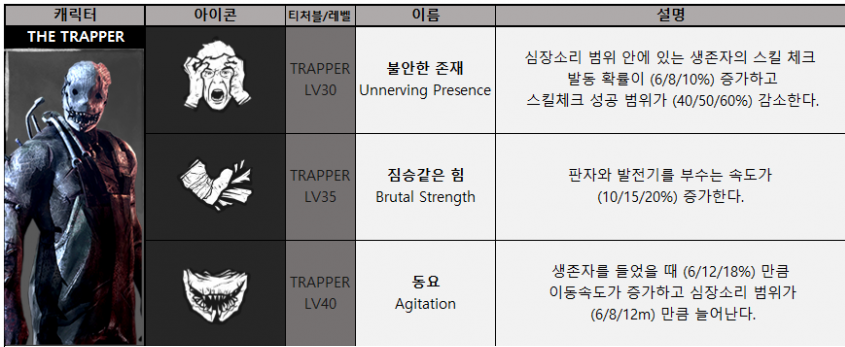 캐릭터 아이콘 티처블/레벨 이름 설명
THE TRAPPER
TRAPPER
LV30
불안한 존재
Unnerving Presence
심장소리 범위 안에 있는 생존자의 스킬 체크
발동 확률이 (6/8/10%) 증가하고
스킬체크 성공 범위가 (40/50/60%) 감소한다.
TRAPPER
LV35
짐승같은 힘
Brutal Strength
판자와 발전기를 부수는 속도가
(10/15/20%) 증가한다.
TRAPPER
LV40
동요
Agitation
생존자를 들었을 때 (6/12/18%) 만큼
이동속도가 증가하고 심장소리 범위가
(6/8/12m) 만큼 늘어난다.